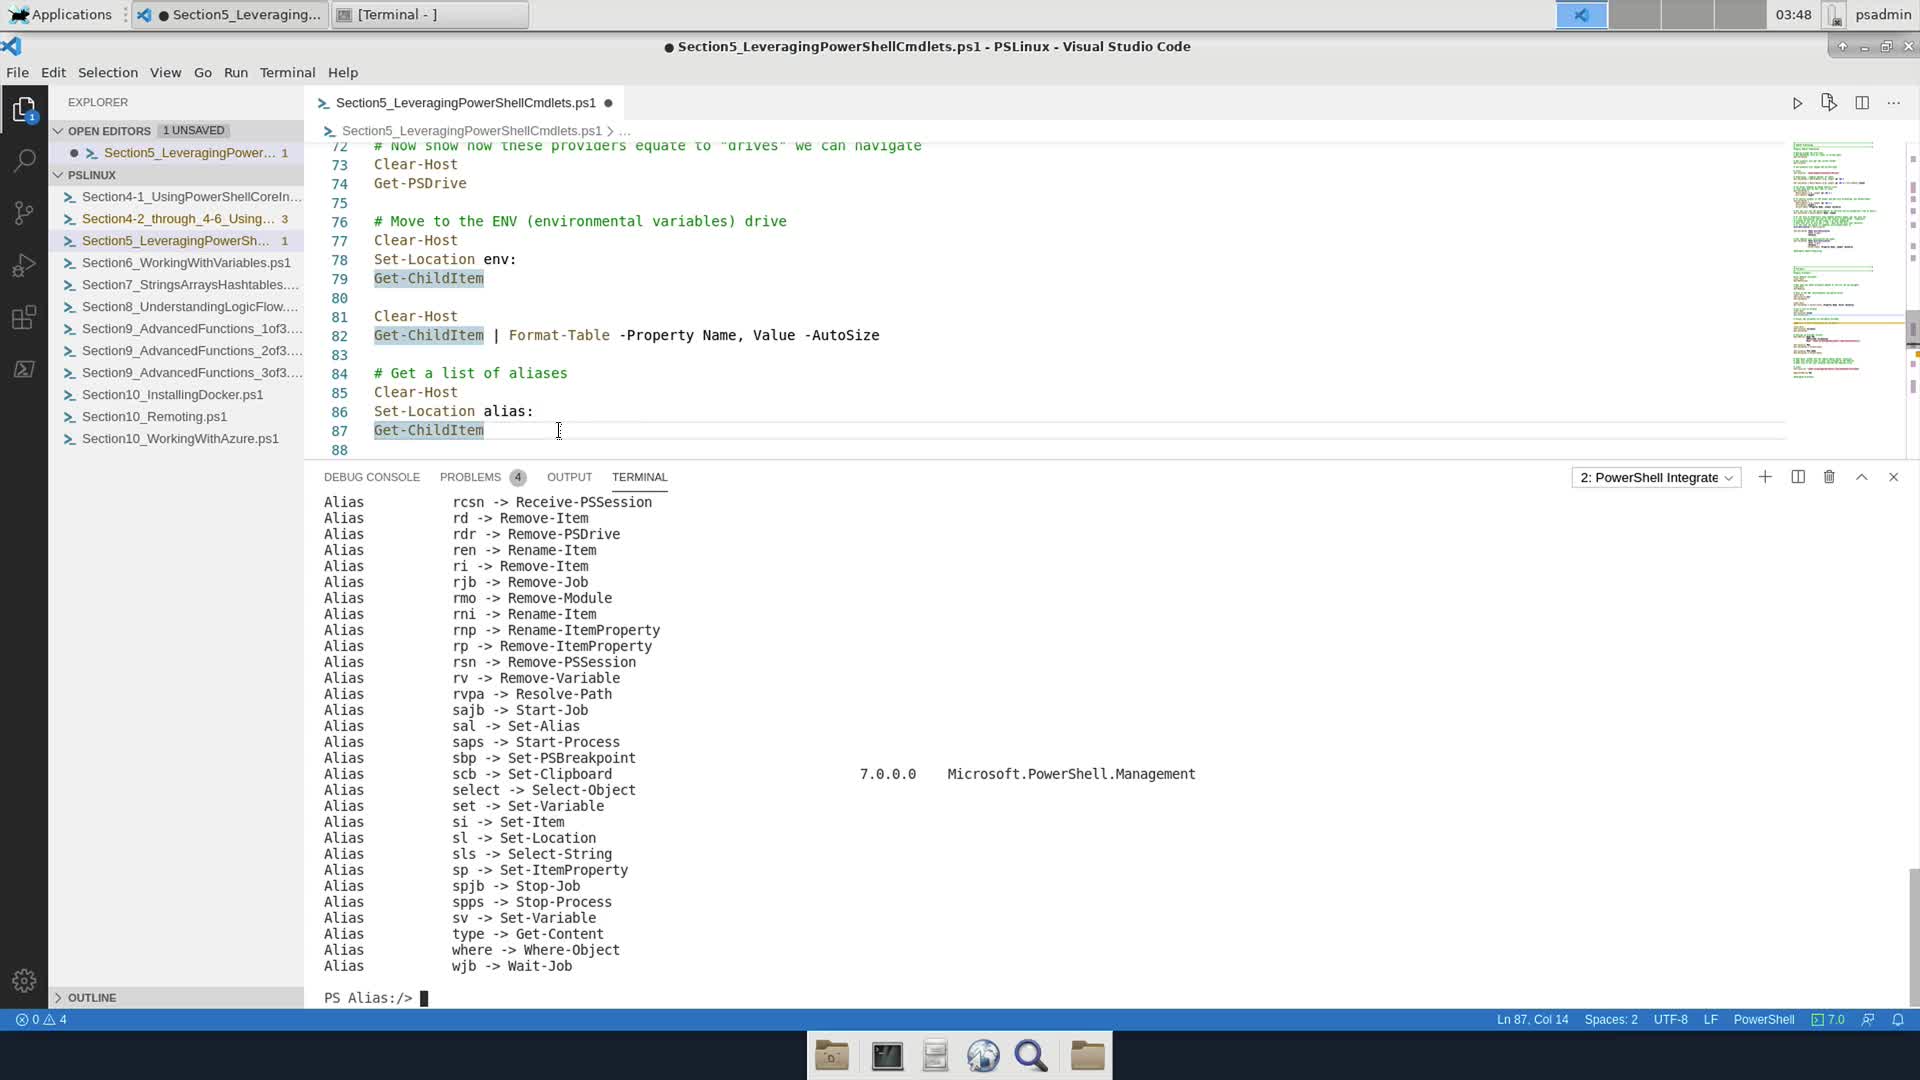 Applications
● Section5_Leveraging...
[Terminal - ]
03:48
psadmin
● Section5_LeveragingPowerShellCmdlets.ps1 - PSLinux - Visual Studio Code
File Edit Selection View Go Run Terminal Help
EXPLORER
OPEN EDITORS 1 UNSAVED
● Section5_LeveragingPower... 1
PSLINUX
Section4-1_UsingPowerShellCoreIn...
Section4-2_through_4-6_Using... 3
Section5_LeveragingPowerSh... 1
Section6_WorkingWithVariables.ps1
Section7_StringsArraysHashtables....
Section8_UnderstandingLogicFlow....
Section9_AdvancedFunctions_1of3....
Section9_AdvancedFunctions_2of3....
Section9_AdvancedFunctions_3of3....
Section10_InstallingDocker.ps1
Section10_Remoting.ps1
Section10_WorkingWithAzure.ps1
OUTLINE
1
Section5_LeveragingPowerShellCmdlets.ps1 ●
Section5_LeveragingPowerShellCmdlets.ps1 > ...
72 # Now show how these providers equate to "drives" we can navigate
73 Clear-Host
74 Get-PSDrive
75
76 # Move to the ENV (environmental variables) drive
77 Clear-Host
78 Set-Location env:
79 Get-ChildItem
80
81 Clear-Host
82 Get-ChildItem | Format-Table -Property Name, Value -AutoSize
83
84 # Get a list of aliases
85 Clear-Host
86 Set-Location alias:
87 Get-ChildItem
88
DEBUG CONSOLE PROBLEMS 4 OUTPUT TERMINAL
2: PowerShell Integrate
Alias rcsn -> Receive-PSSession
Alias rd -> Remove-Item
Alias rdr -> Remove-PSDrive
Alias ren -> Rename-Item
Alias ri -> Remove-Item
Alias rjb -> Remove-Job
Alias rmo -> Remove-Module
Alias rni -> Rename-Item
Alias rnp -> Rename-ItemProperty
Alias rp -> Remove-ItemProperty
Alias rsn -> Remove-PSSession
Alias rv -> Remove-Variable
Alias rvpa -> Resolve-Path
Alias sajb -> Start-Job
Alias sal -> Set-Alias
Alias saps -> Start-Process
Alias sbp -> Set-PSBreakpoint
Alias scb -> Set-Clipboard 7.0.0.0 Microsoft.PowerShell.Management
Alias select -> Select-Object
Alias set -> Set-Variable
Alias si -> Set-Item
Alias sl -> Set-Location
Alias sls -> Select-String
Alias sp -> Set-ItemProperty
Alias spjb -> Stop-Job
Alias spps -> Stop-Process
Alias sv -> Set-Variable
Alias type -> Get-Content
Alias where -> Where-Object
Alias wjb -> Wait-Job
PS Alias:/>
0 4
Ln 87, Col 14 Spaces: 2 UTF-8 LF PowerShell 7.0